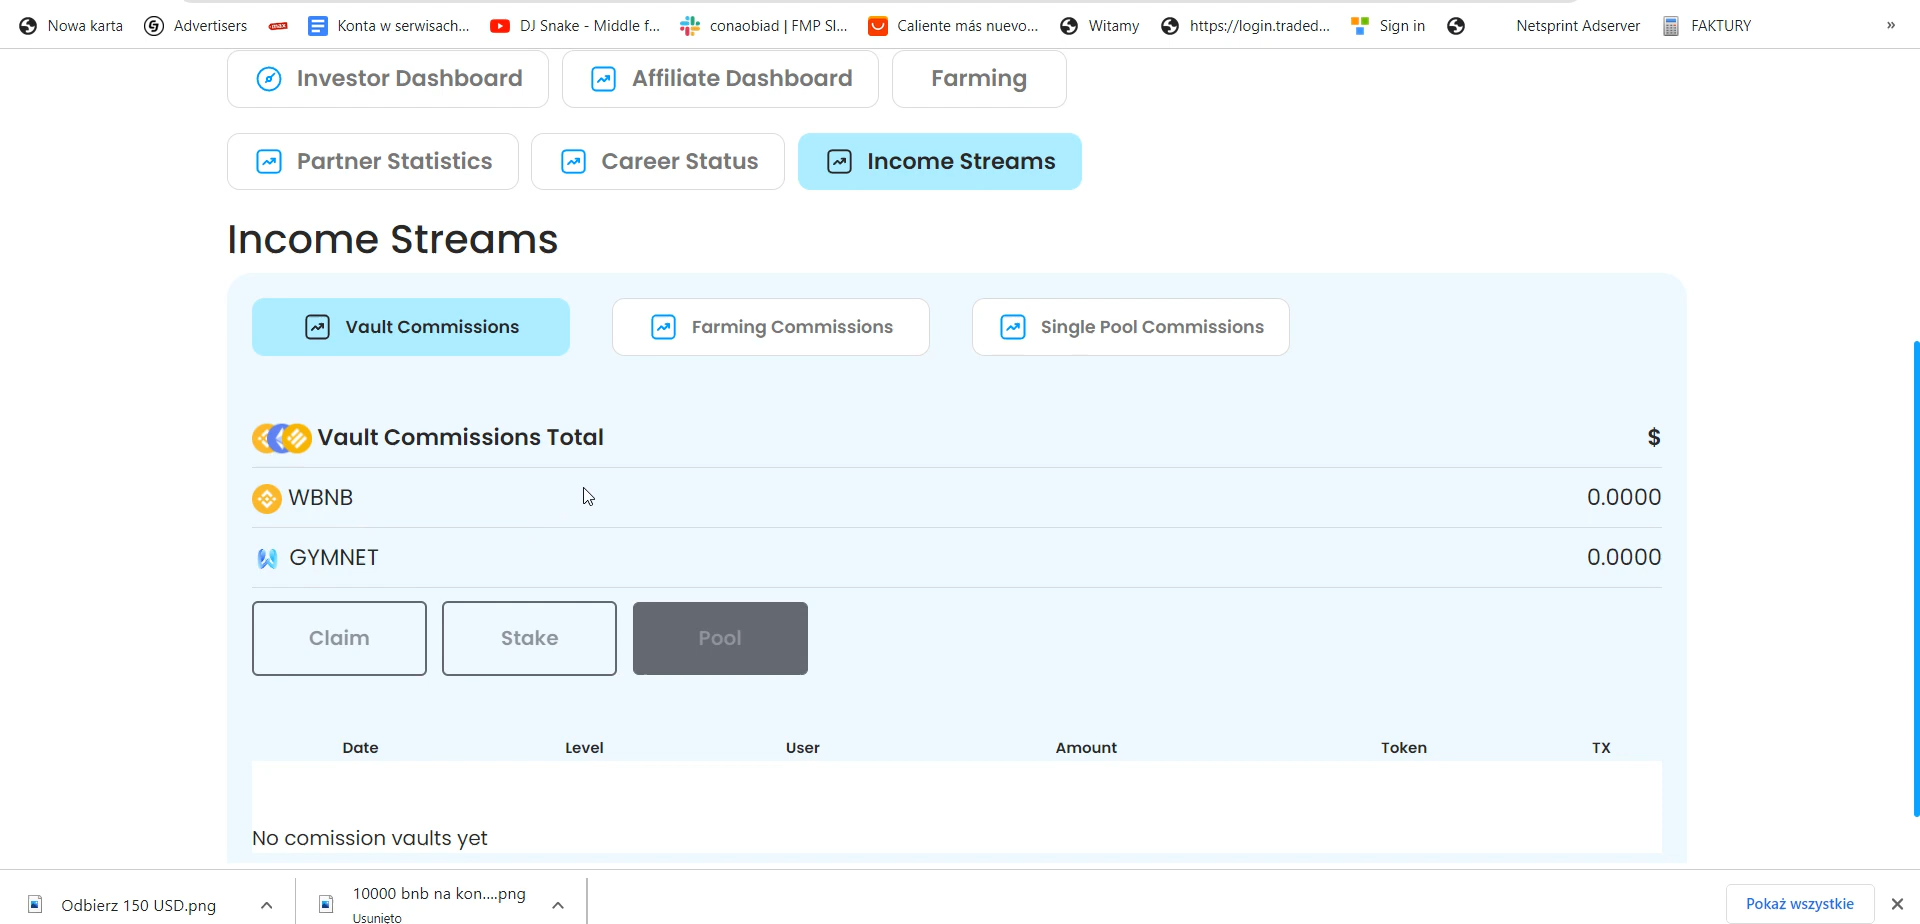 Nowa karta Advertisers max Konta w serwisach... DJ Snake - Middle f... conaobiad | FMP Sl... Caliente más nuevo... Witamy https://login.traded... Sign in Netsprint Adserver FAKTURY »
Investor Dashboard Affiliate Dashboard Farming
Partner Statistics Career Status Income Streams
Income Streams
Vault Commissions Farming Commissions Single Pool Commissions
Vault Commissions Total $
WBNB 0.0000
GYMNET 0.0000
Claim Stake Pool
Date Level User Amount Token TX
No comission vaults yet
Odbierz 150 USD.png 10000 bnb na kon....png Pokaż wszystkie
Usunięto